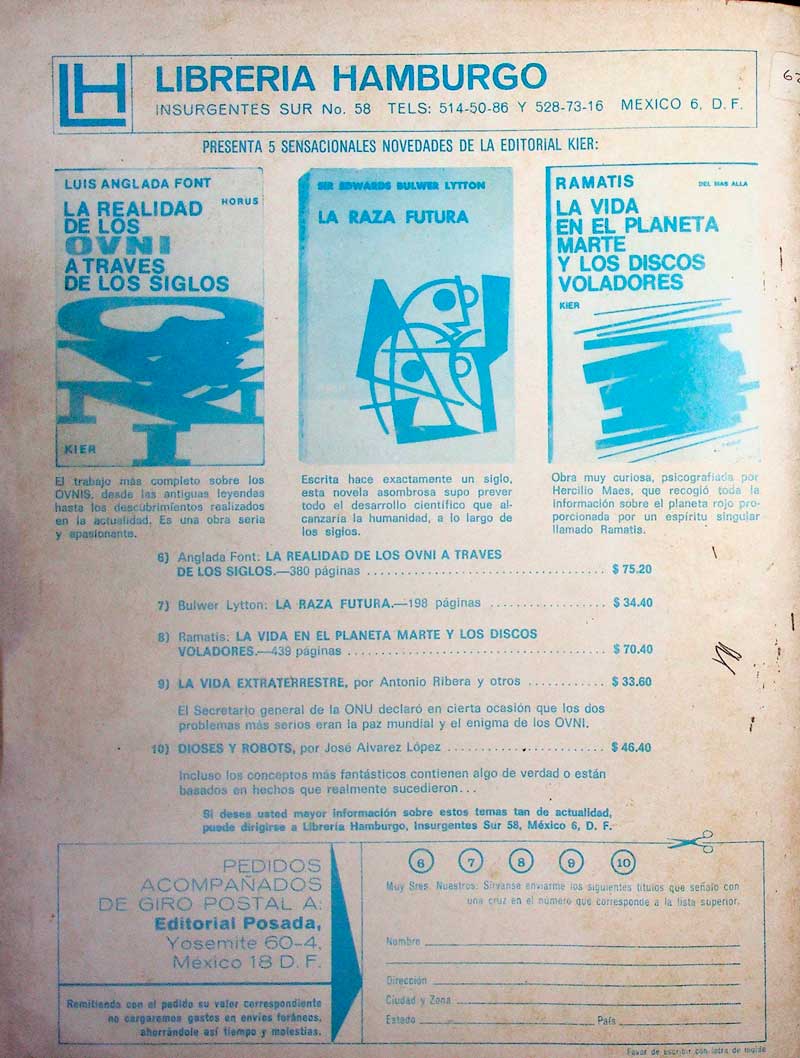 LH
LIBRERIA HAMBURGO
INSURGENTES SUR No. 58 TELS: 514-50-86 Y 528-73-16 MEXICO 6, D. F.
PRESENTA 5 SENSACIONALES NOVEDADES DE LA EDITORIAL KIER:
LUIS ANGLADA FONT
HORUS
LA REALIDAD
DE LOS
OVNI
A TRAVES
DE LOS SIGLOS
KIER
El trabajo más completo sobre los
OVNIS, desde las antiguas leyendas
hasta los descubrimientos realizados
en la actualidad. Es una obra seria
y apasionante.
SIR EDWARDS BULWER LYTTON
LA RAZA FUTURA
Escrita hace exactamente un siglo,
esta novela asombrosa supo prever
todo el desarrollo científico que al-
canzaría la humanidad, a lo largo de
los siglos.
RAMATIS
DEL MAS ALLA
LA VIDA
EN EL PLANETA
MARTE
Y LOS DISCOS
VOLADORES
KIER
Obra muy curiosa, psicografiada por
Hercilio Maes, que recogió toda la
información sobre el planeta rojo pro-
porcionada por un espíritu singular
llamado Ramatis.
6) Anglada Font: LA REALIDAD DE LOS OVNI A TRAVES
DE LOS SIGLOS.—380 páginas ................................ $ 75.20
7) Bulwer Lytton: LA RAZA FUTURA.—198 páginas ................ $ 34.40
8) Ramatis: LA VIDA EN EL PLANETA MARTE Y LOS DISCOS
VOLADORES.—439 páginas ................................ $ 70.40
9) LA VIDA EXTRATERRESTRE, por Antonio Ribera y otros ........... $ 33.60
El Secretario general de la ONU declaró en cierta ocasión que los dos
problemas más serios eran la paz mundial y el enigma de los OVNI.
10) DIOSES Y ROBOTS, por José Alvarez López ...................... $ 46.40
Incluso los conceptos más fantásticos contienen algo de verdad o están
basados en hechos que realmente sucedieron...
Si desea usted mayor información sobre estos temas tan de actualidad,
puede dirigirse a Librería Hamburgo, Insurgentes Sur 58, México 6, D. F.
PEDIDOS
ACOMPAÑADOS
DE GIRO POSTAL A:
Editorial Posada,
Yosemite 60-4,
México 18 D. F.
Remitiendo con el pedido su valor correspondiente
no cargaremos gastos en envíos foráneos,
ahorrándole así tiempo y molestias.
6 7 8 9 10
Muy Sres. Nuestros: Sírvanse enviarme los siguientes títulos que señalo con
una cruz en el número que corresponde a la lista superior.
Nombre
Dirección
Ciudad y Zona
Estado País
Favor de escribir con letra de molde